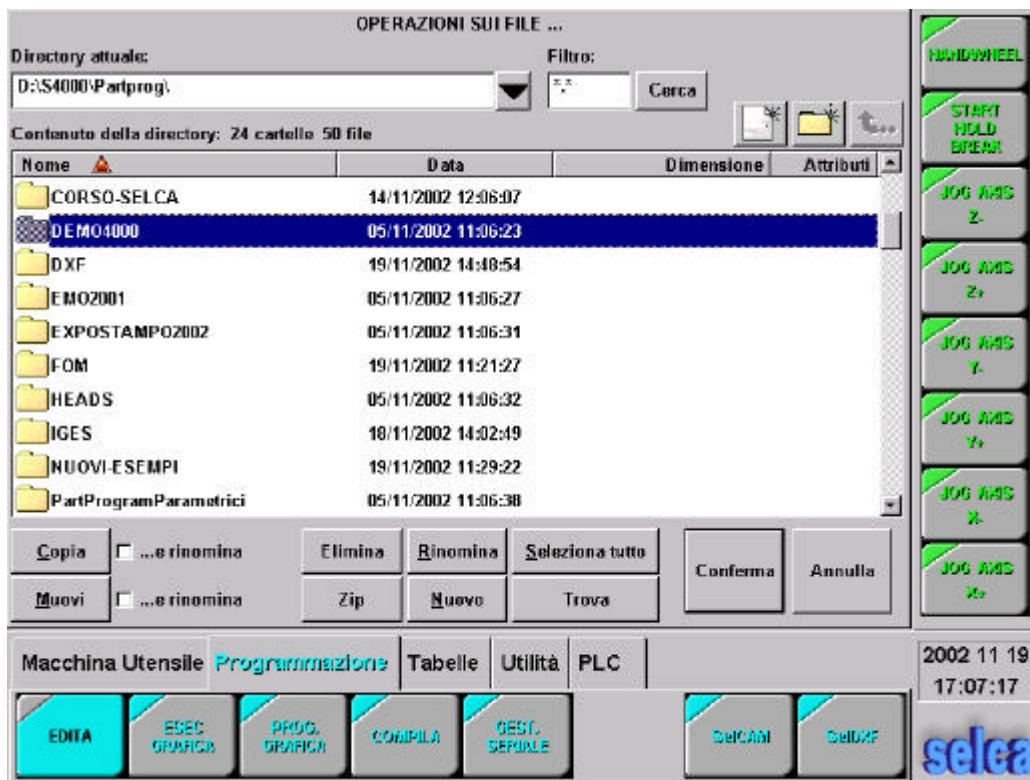 OPERAZIONI SUI FILE ...
Directory attuale:
Filtro:
D:\S4000\Partprog\
*.*
Cerca
Contenuto della directory: 24 cartelle 50 file
Nome Data Dimensione Attributi
CORSO-SELCA 14/11/2002 12:06:07
DEMO4000 05/11/2002 11:06:23
DXF 19/11/2002 14:48:54
EMO2001 05/11/2002 11:06:27
EXPOSTAMPO2002 05/11/2002 11:06:31
FOM 19/11/2002 11:21:27
HEADS 05/11/2002 11:06:32
IGES 18/11/2002 14:02:49
NUOVI-ESEMPI 19/11/2002 11:29:22
PartProgramParametrici 05/11/2002 11:06:38
Copia ...e rinomina Elimina Rinomina Seleziona tutto
Muovi ...e rinomina Zip Nuovo Trova
Conferma Annulla
Macchina Utensile Programmazione Tabelle Utilità PLC
EDITA
ESEC
GRAFICA
PROG.
GRAFICA
COMPILA
GEST.
SERIALE
SelCAM
SelDXF
HANDWHEEL
START
HOLD
BREAK
JOG AXIS
Z-
JOG AXIS
Z+
JOG AXIS
Y-
JOG AXIS
Y+
JOG AXIS
X-
JOG AXIS
X+
2002 11 19
17:07:17
selca